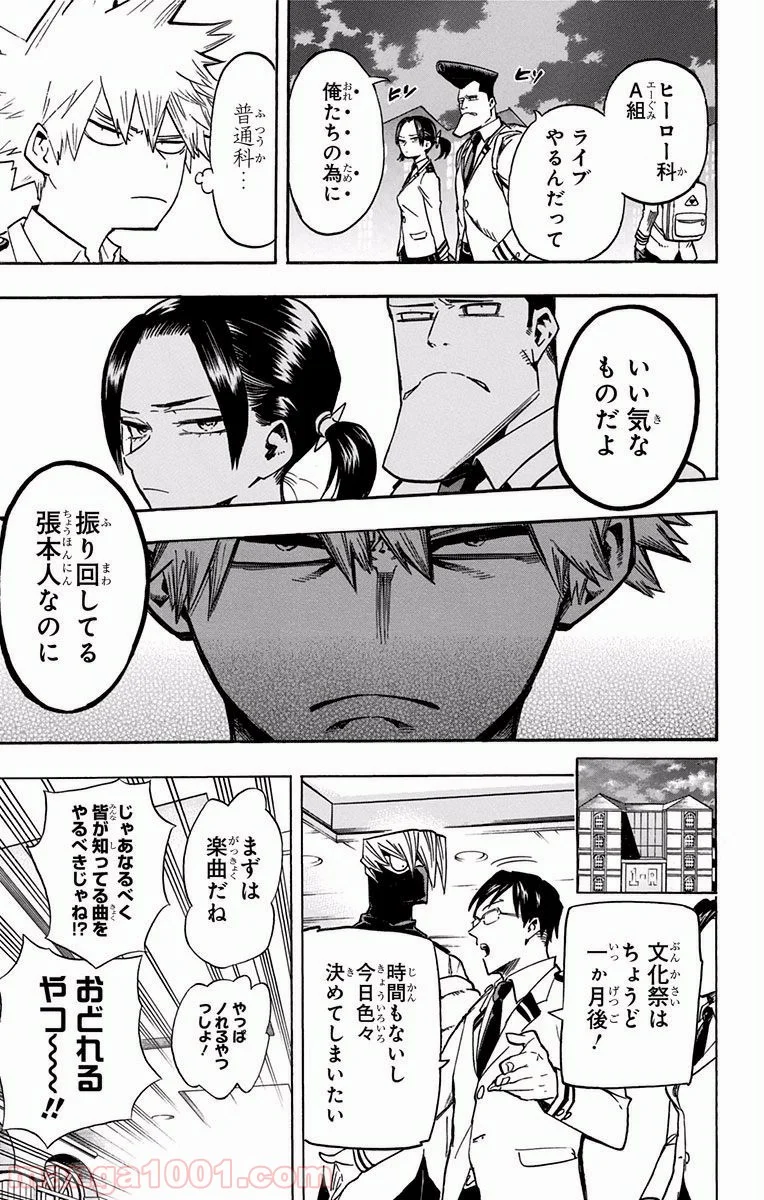 ヒーロー科
A組
ライブ
やるんだって
俺たちの為に
ヒソ
ヒソ
普通科…
いい気な
ものだよ
振り回してる
張本人なのに
文化祭は
ちょうど
一か月後!
時間もないし
今日色々
決めてしまいたい
まずは
楽曲だね
じゃあなるべく
皆が知ってる曲を
やるべきじゃね!?
やっぱ
ノれるやつ
っしょ!
おどれる
やつ〜〜〜!!
1-A
manga1001.com